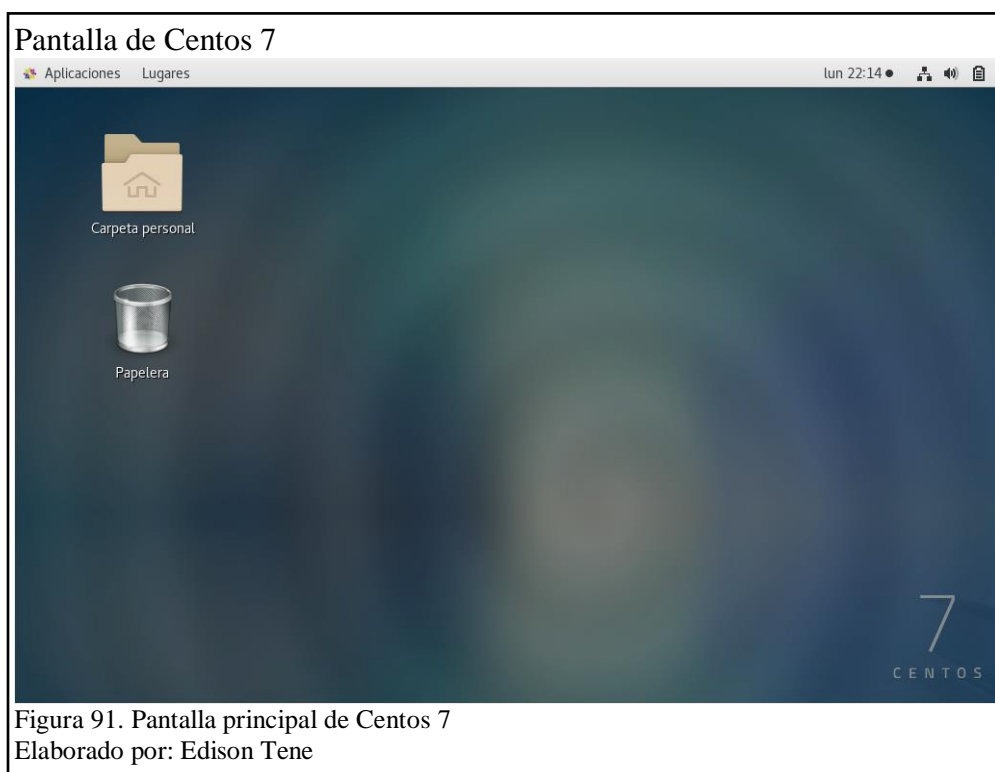 Pantalla de Centos 7
Aplicaciones Lugares lun 22:14
Carpeta personal
Papelera
7
CENTOS
Figura 91. Pantalla principal de Centos 7
Elaborado por: Edison Tene